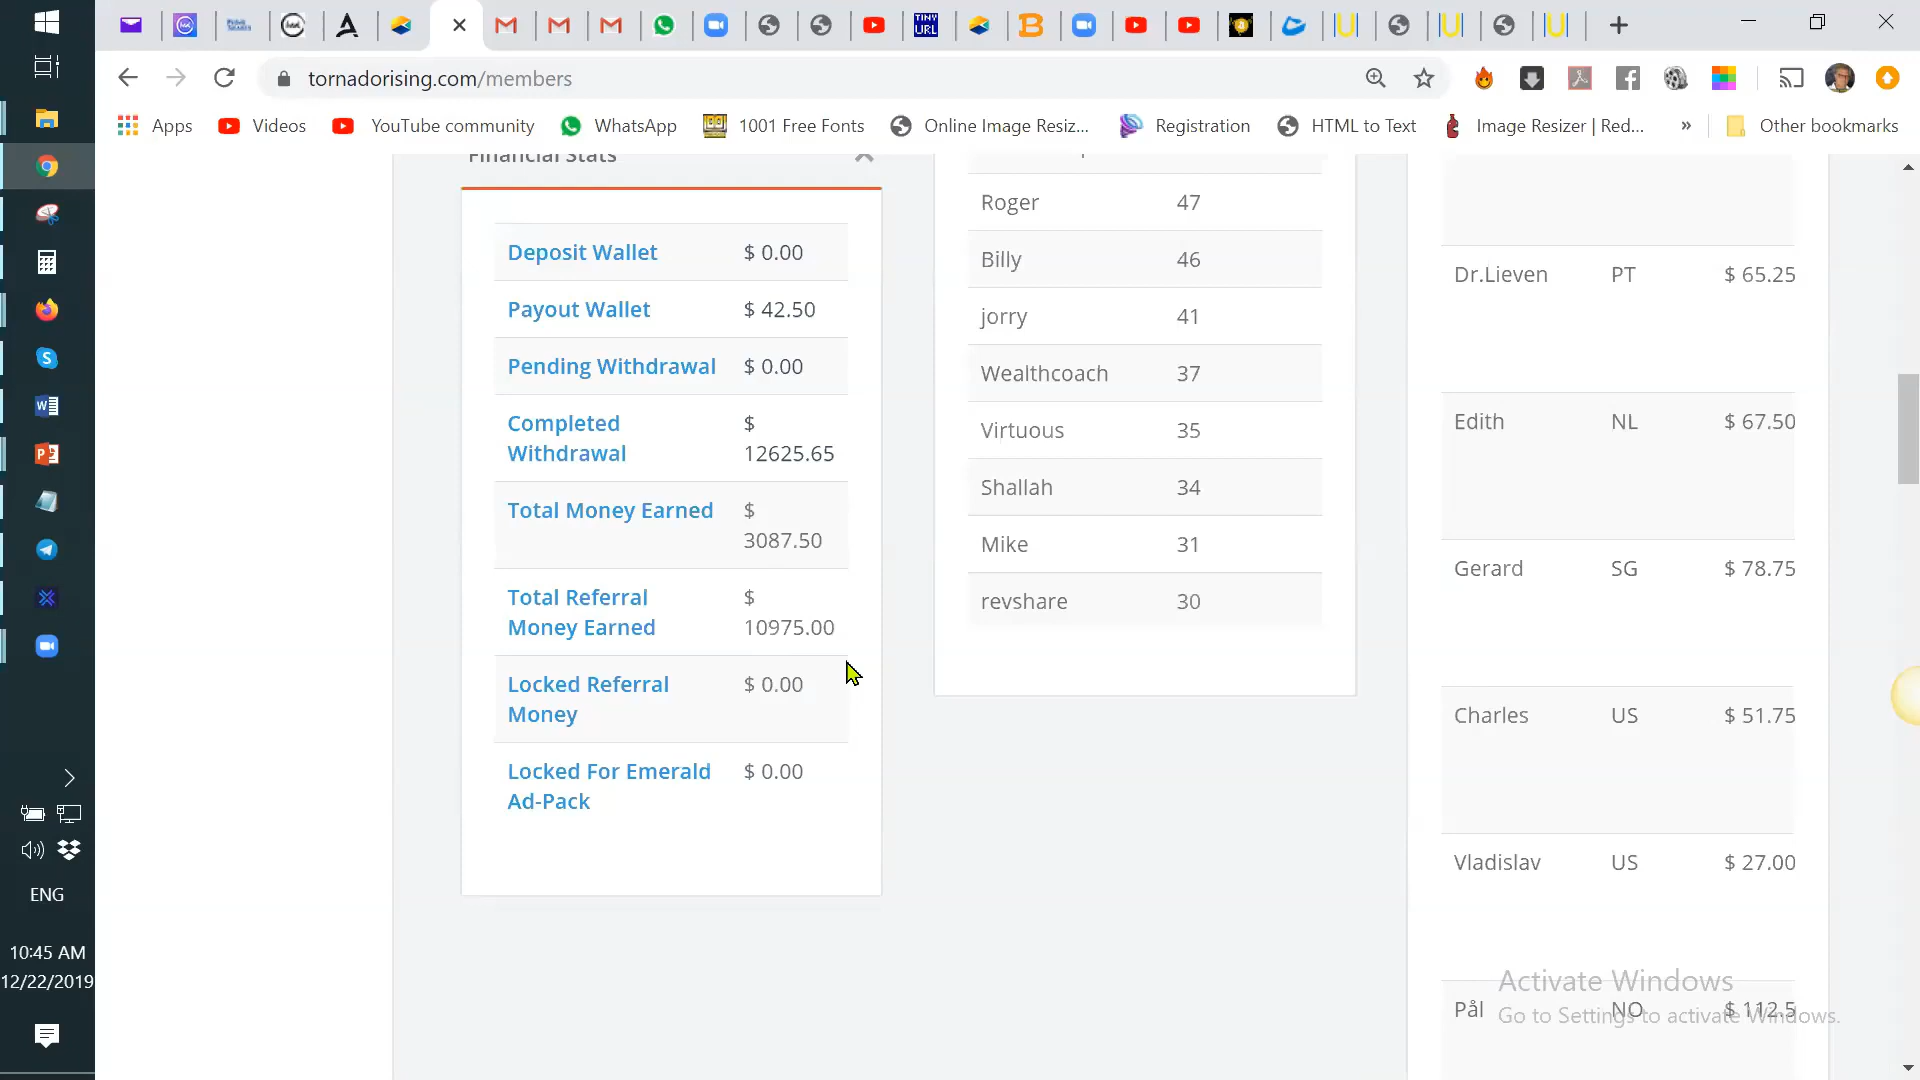 TINY
URL
tornadorising.com/members
Apps
Videos
YouTube community
WhatsApp
1001 Free Fonts
Online Image Resiz...
Registration
HTML to Text
Image Resizer | Red...
»
Other bookmarks
Financial Stats
Deposit Wallet $ 0.00
Payout Wallet $ 42.50
Pending Withdrawal $ 0.00
Completed $
Withdrawal 12625.65
Total Money Earned $
3087.50
Total Referral $
Money Earned 10975.00
Locked Referral $ 0.00
Money
Locked For Emerald $ 0.00
Ad-Pack
Roger 47
Billy 46
jorry 41
Wealthcoach 37
Virtuous 35
Shallah 34
Mike 31
revshare 30
Dr.Lieven PT $ 65.25
Edith NL $ 67.50
Gerard SG $ 78.75
Charles US $ 51.75
Vladislav US $ 27.00
Pål NO $ 112.5
Activate Windows
Go to Settings to activate Windows.
ENG
10:45 AM
12/22/2019